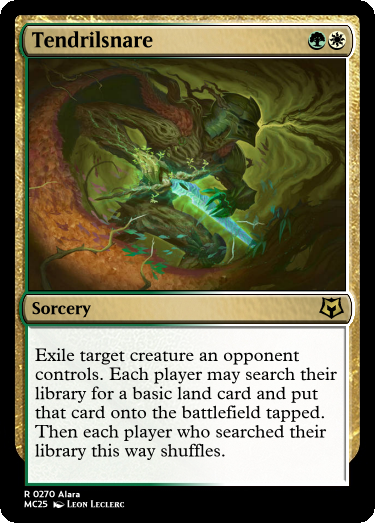 Tendrilsnare
Sorcery
Exile target creature an opponent
controls. Each player may search their
library for a basic land card and put
that card onto the battlefield tapped.
Then each player who searched their
library this way shuffles.
R 0270 Alara
MC25 Leon Leclerc